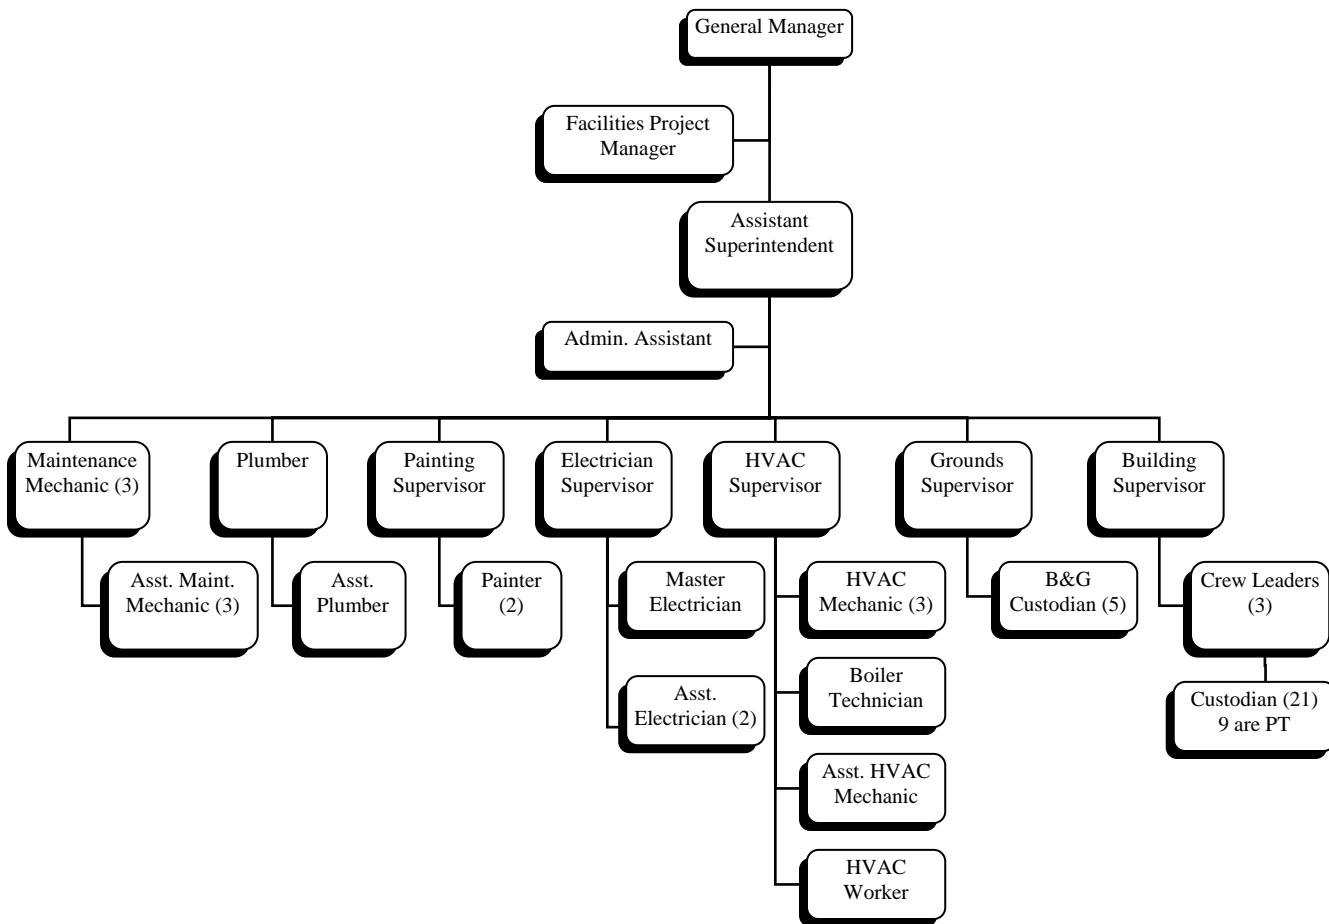 General Manager
Facilities Project
Manager
Assistant
Superintendent
Admin. Assistant
Maintenance
Mechanic (3)
Plumber
Painting
Supervisor
Electrician
Supervisor
HVAC
Supervisor
Grounds
Supervisor
Building
Supervisor
Asst. Maint.
Mechanic (3)
Asst.
Plumber
Painter
(2)
Master
Electrician
HVAC
Mechanic (3)
B&G
Custodian (5)
Crew Leaders
(3)
Asst.
Electrician (2)
Boiler
Technician
Custodian (21)
9 are PT
Asst. HVAC
Mechanic
HVAC
Worker